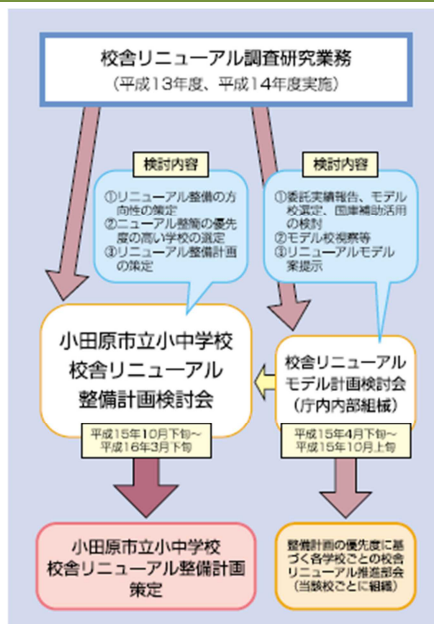 校舎リニューアル調査研究業務
（平成13年度、平成14年度実施）
検討内容
①リニューアル整備の方
向性の策定
②ニューアル整簡の優先
度の高い学校の選定
③リニューアル整備計画
の策定
検討内容
①委託実績報告、モデル
校選定、国庫補助活用
の検討
②モデル校視察等
③リニューアルモデル
案提示
小田原市立小中学校
校舎リニューアル
整備計画検討会
平成15年10月下旬～
平成16年3月下旬
校舎リニューアル
モデル計画検討会
（庁内内部組械）
平成15年4月下旬～
平成15年10月上旬
小田原市立小中学校
校舎リニューアル整備計画
策定
整備計画の優先度に基
づく各学校ごとの校舎
リニューアル推進部会
（当該校ごとに組織）